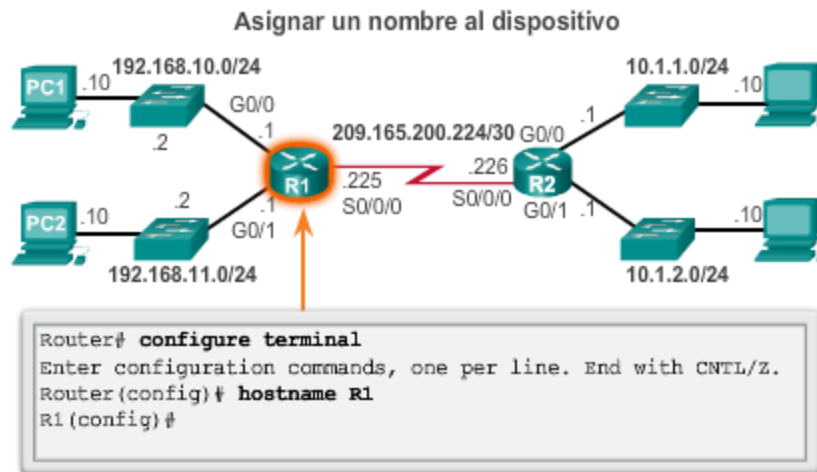 Asignar un nombre al dispositivo
192.168.10.0/24
10.1.1.0/24
PC1
.10
.10
G0/0
.1
.2
209.165.200.224/30
G0/0
.1
R1
.225
S0/0/0
.226
S0/0/0
R2
G0/1
.1
.2
.1
G0/1
PC2
.10
.10
192.168.11.0/24
10.1.2.0/24
Router# configure terminal
Enter configuration commands, one per line. End with CNTL/Z.
Router(config)# hostname R1
R1(config)#